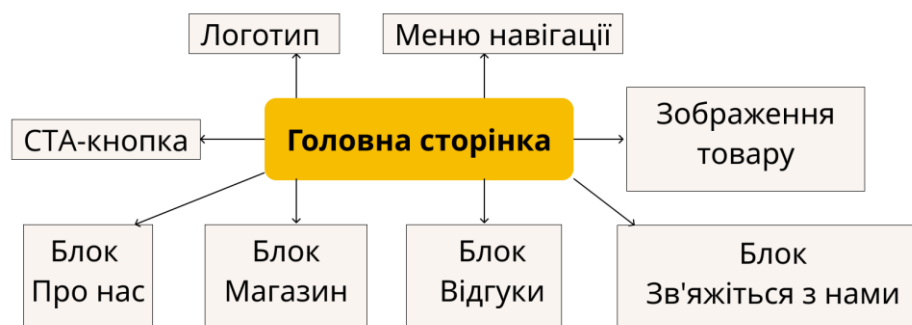 Логотип
Меню навігації
СТА-кнопка
Головна сторінка
Зображення
товару
Блок
Про нас
Блок
Магазин
Блок
Відгуки
Блок
Зв'яжіться з нами